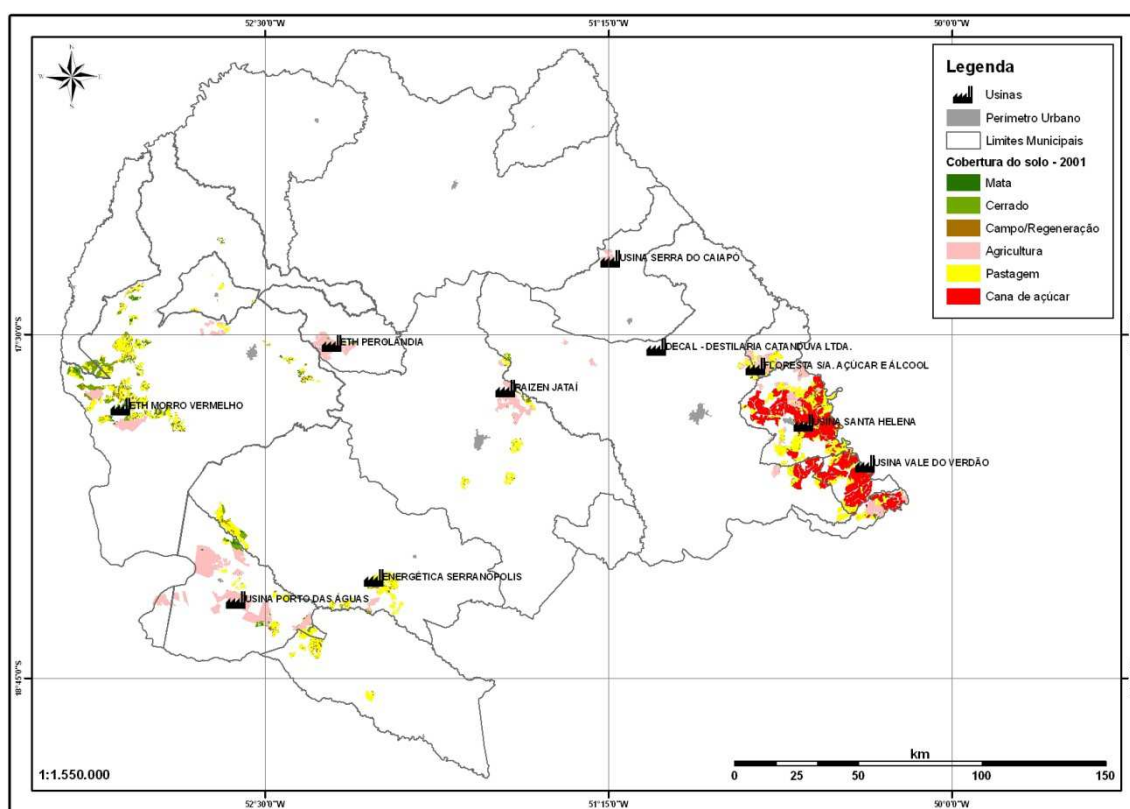 52°30'0"W
51°15'0"W
50°0'0"W
N
W
E
S
Legenda
Usinas
Perímetro Urbano
Limites Municipais
Cobertura do solo - 2001
Mata
Cerrado
Campo/Regeneração
Agricultura
Pastagem
Cana de açúcar
USINA SERRA DO CAIAPÓ
17°30'0"S
ETH PEROLANDIA
DECAL - DESTILARIA CATANDUVA LTDA.
FLORESTA S/A. AÇÚCAR E ÁLCOOL
RAIZEN JATAÍ
ETH MORRO VERMELHO
USINA SANTA HELENA
USINA VALE DO VERDÃO
ENERGÉTICA SERRANÓPOLIS
USINA PORTO DAS ÁGUAS
18°45'0"S
km
1:1.550.000
0 25 50 100 150
52°30'0"W
51°15'0"W
50°0'0"W